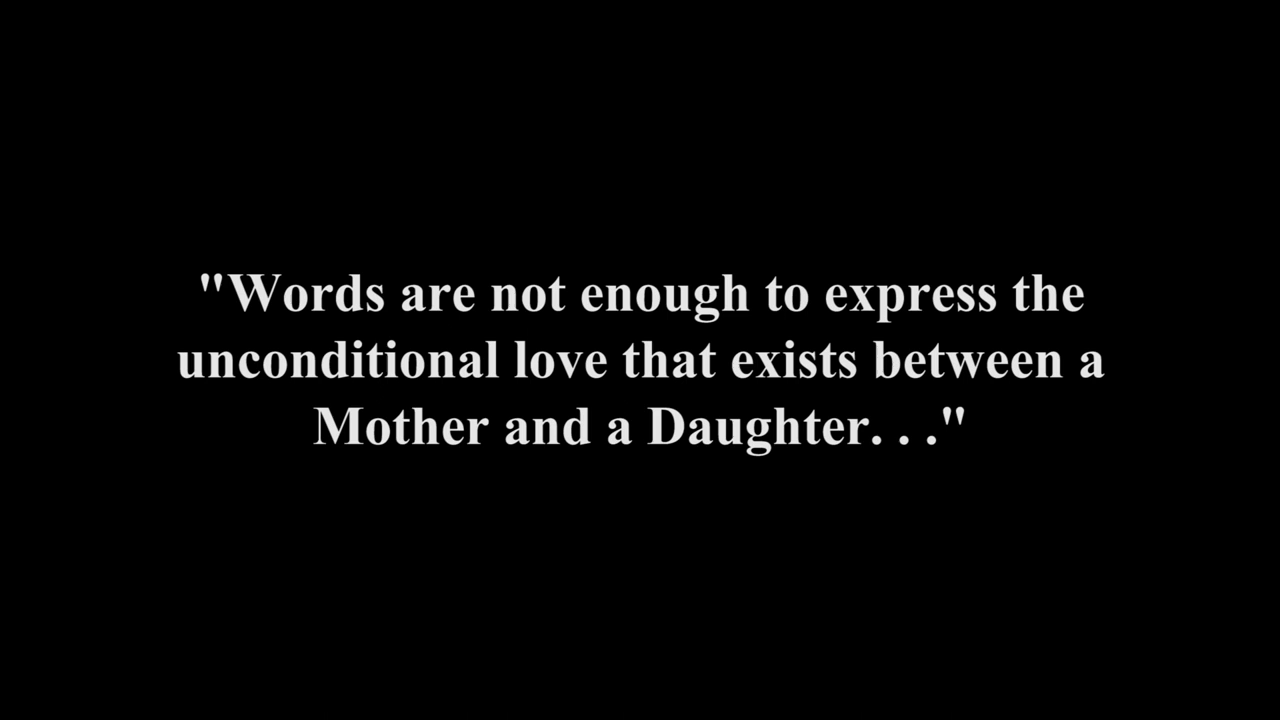 "Words are not enough to express the
unconditional love that exists between a
Mother and a Daughter. . ."